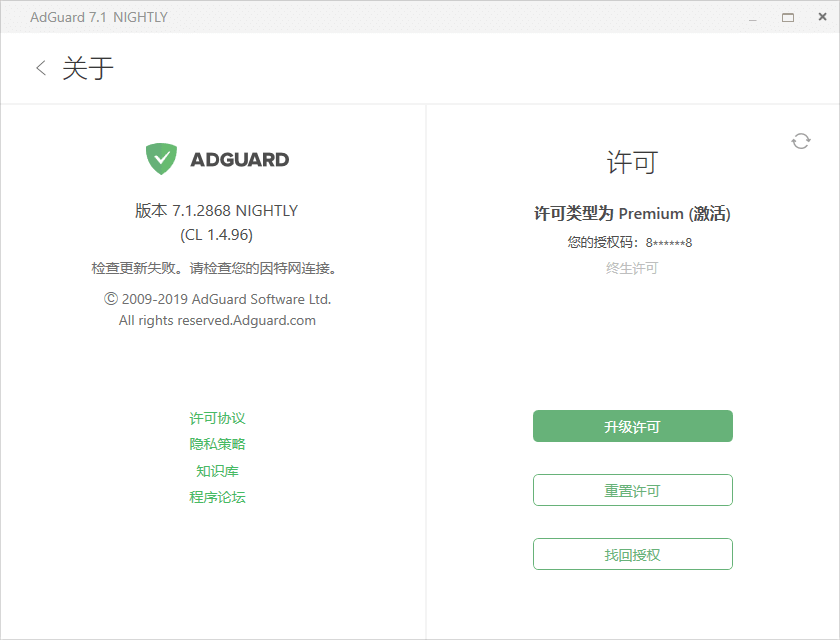 AdGuard 7.1 NIGHTLY
关于
ADGUARD
版本 7.1.2868 NIGHTLY
(CL 1.4.96)
检查更新失败。请检查您的因特网连接。
© 2009-2019 AdGuard Software Ltd.
All rights reserved.Adguard.com
许可协议
隐私策略
知识库
程序论坛
许可
许可类型为 Premium (激活)
您的授权码：8******8
终生许可
升级许可
重置许可
找回授权